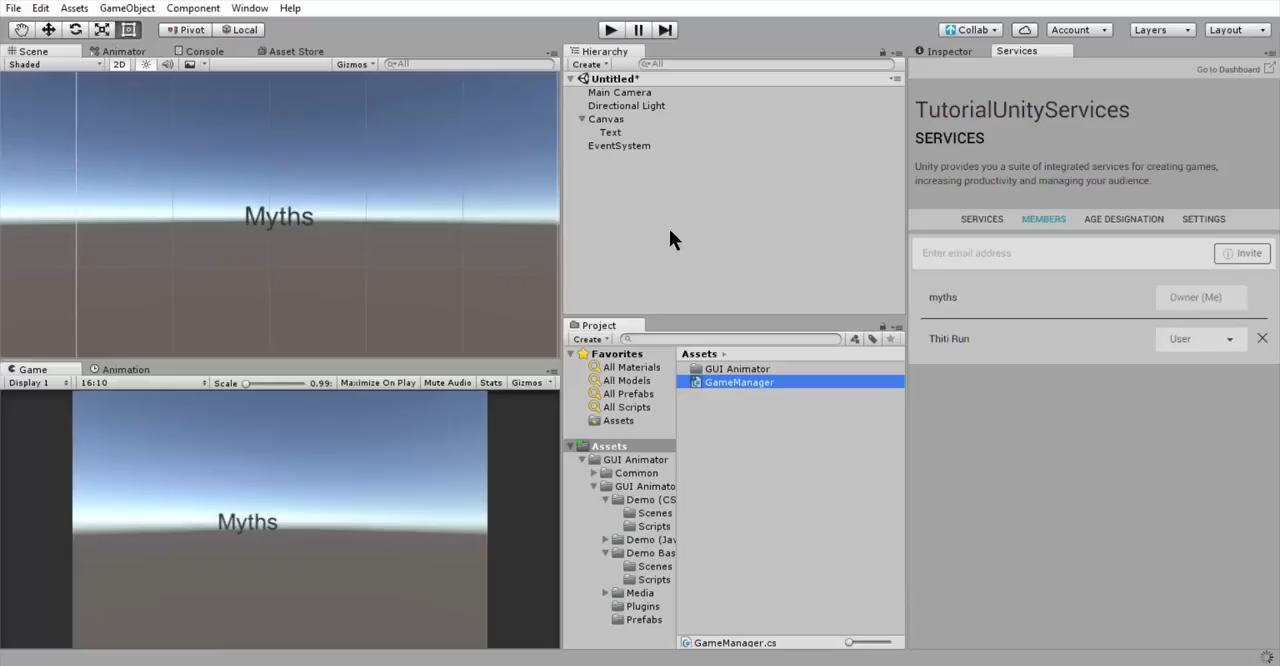 File Edit Assets GameObject Component Window Help
Pivot Local Collab Account Layers Layout
Scene Animator Console Asset Store
Shaded 2D Gizmos All
Myths
Game Animation
Display 1 16:10 Scale 0.99: Maximize On Play Mute Audio Stats Gizmos
Myths
Hierarchy
Create All
Untitled*
Main Camera
Directional Light
Canvas
Text
EventSystem
Project
Create
Favorites
All Materials
All Models
All Prefabs
All Scripts
Assets
Assets
GUI Animator
Common
GUI Animato
Demo (CS
Scenes
Scripts
Demo (Jav
Demo Bas
Scenes
Scripts
Media
Plugins
Prefabs
Assets
GUI Animator
GameManager
GameManager.cs
Inspector Services
Go to Dashboard
TutorialUnityServices
SERVICES
Unity provides you a suite of integrated services for creating games,
increasing productivity and managing your audience.
SERVICES MEMBERS AGE DESIGNATION SETTINGS
Enter email address Invite
myths Owner (Me)
Thiti Run User